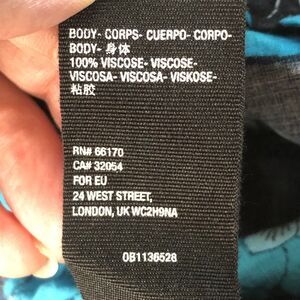 BODY- CORPS- CUERPO- CORPO-
BODY- 身体
100% VISCOSE- VISCOSE-
VISCOSA- VISCOSA- VISKOSE-
粘胶
RN# 66170
CA# 32054
FOR EU
24 WEST STREET,
LONDON, UK WC2H9NA
0B1136528